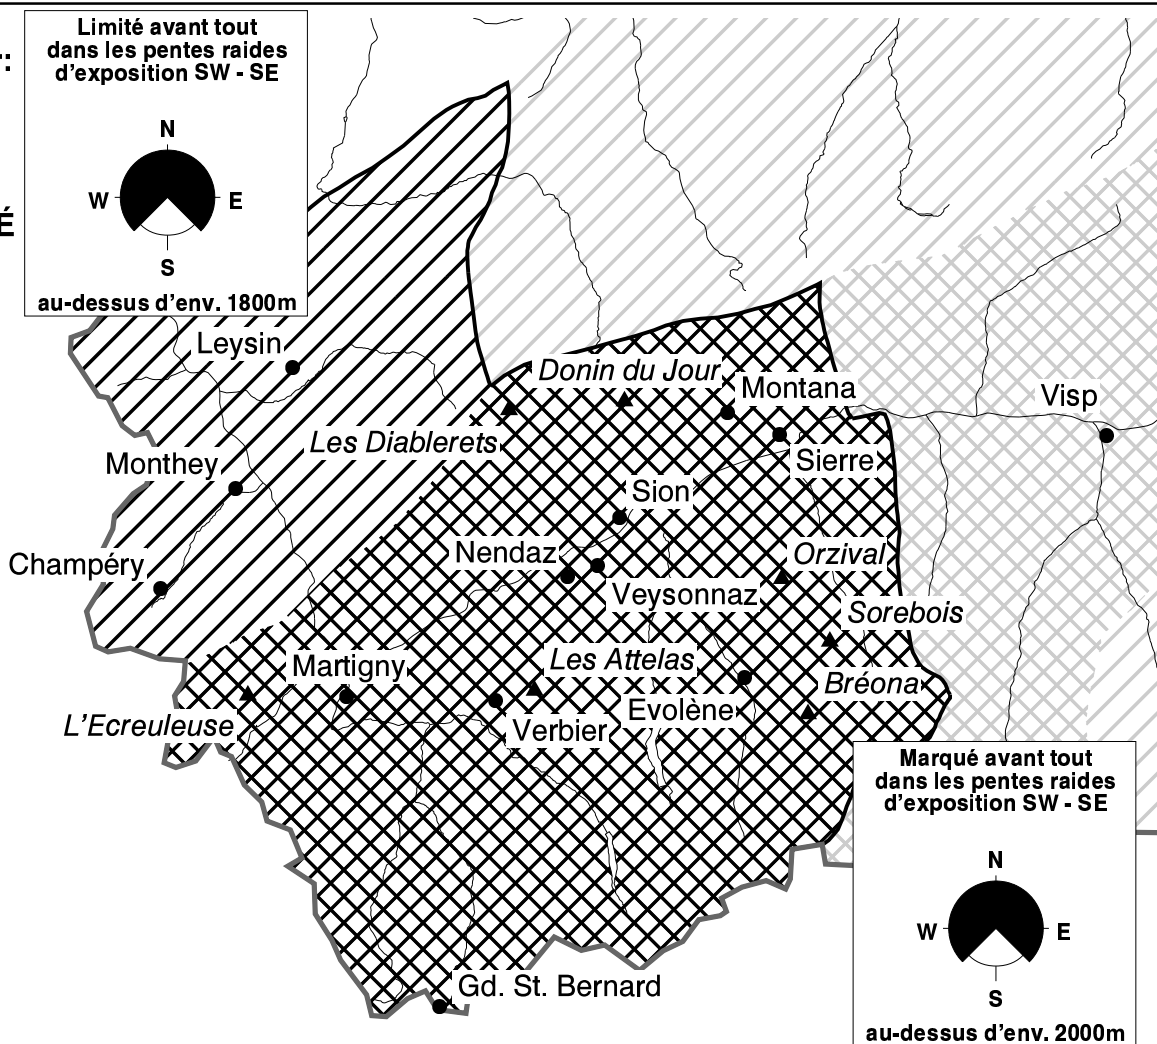 Limité avant tout
dans les pentes raides
d'exposition SW - SE
:
N
W
E
É
S
au-dessus d'env. 1800m
Leysin
Donin du Jour
Montana
Visp
Les Diablerets
Monthey
Sierre
Sion
Champéry
Nendaz
Orzival
Veysonnaz
Sorebois
Martigny
Les Attelas
Bréona
L'Ecreuleuse
Evolène
Verbier
Marqué avant tout
dans les pentes raides
d'exposition SW - SE
N
W
E
S
Gd. St. Bernard
au-dessus d'env. 2000m